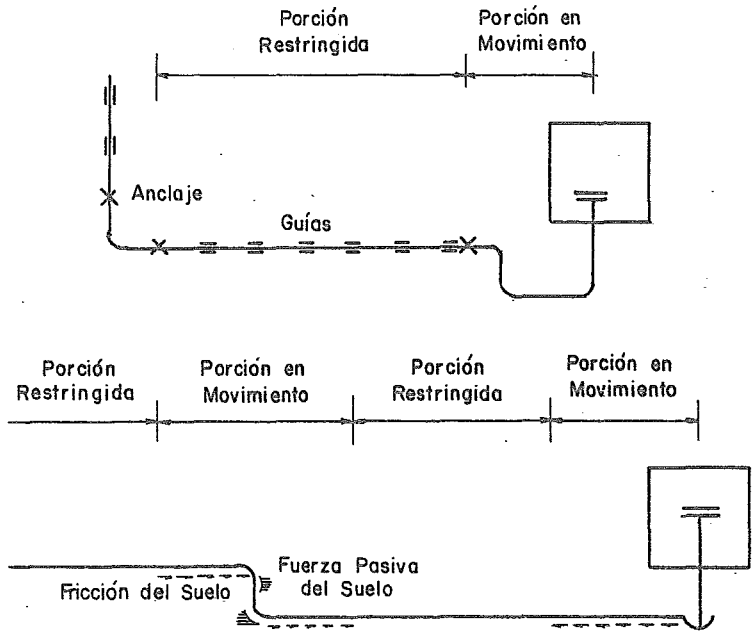 Porción
Restringida
Porción en
Movimiento
Anclaje
Guías
Porción
Restringida
Porción en
Movimiento
Porción
Restringida
Porción en
Movimiento
Fricción del Suelo
Fuerza Pasiva
del Suelo